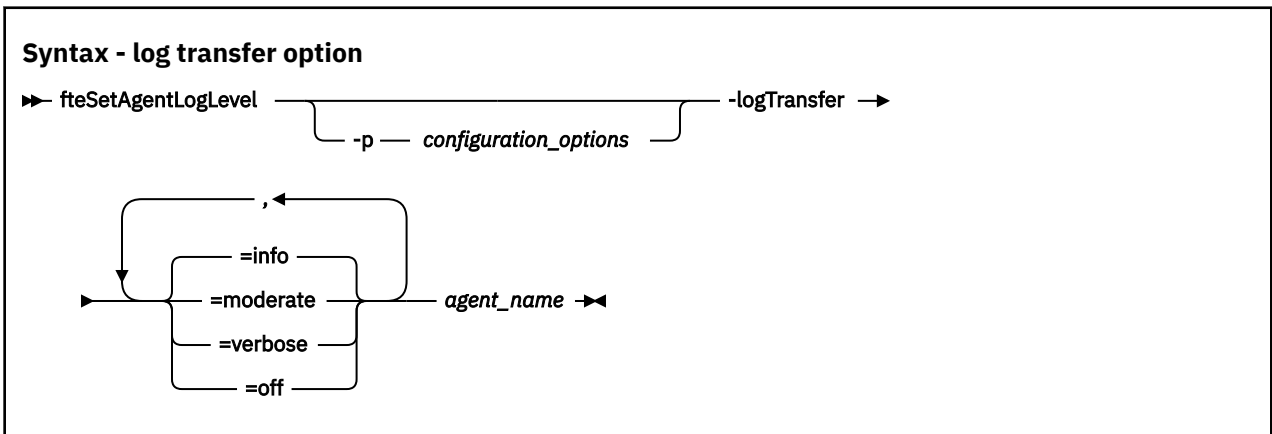 Syntax - log transfer option
fteSetAgentLogLevel -logTransfer
-p configuration_options
,
=info
=moderate agent_name
=verbose
=off